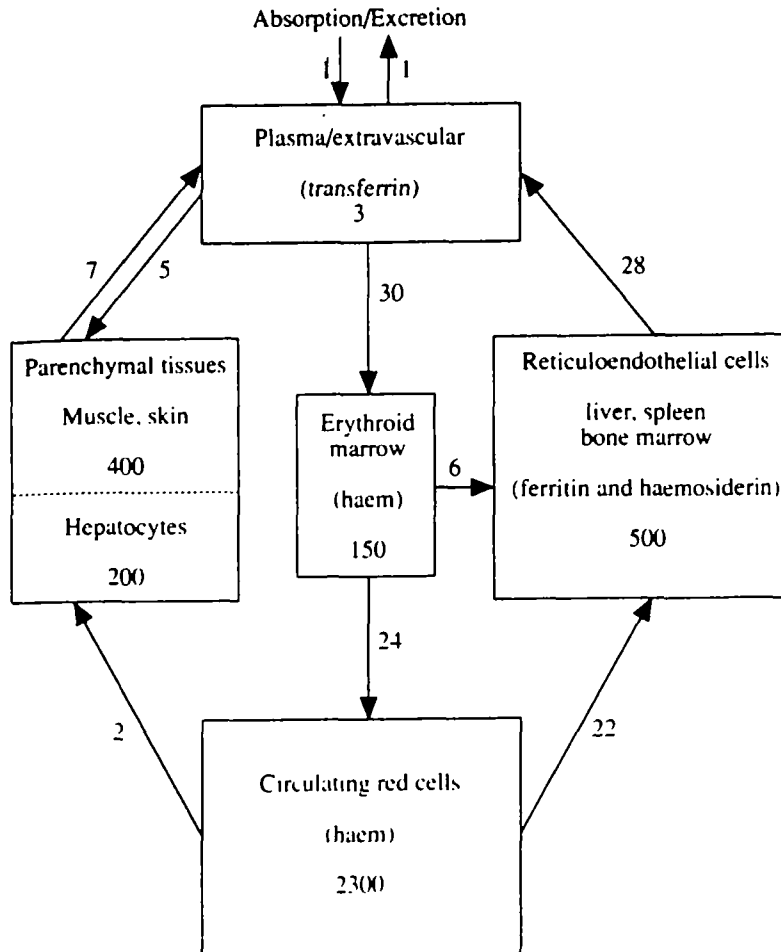 Absorption/Excretion
1 1
Plasma/extravascular
(transferrin)
3
7 5 30 28
Parenchymal tissues
Muscle, skin
400
Hepatocytes
200
Erythroid
marrow
(haem)
150
6
Reticuloendothelial cells
liver, spleen
bone marrow
(ferritin and haemosiderin)
500
24
2 22
Circulating red cells
(haem)
2300